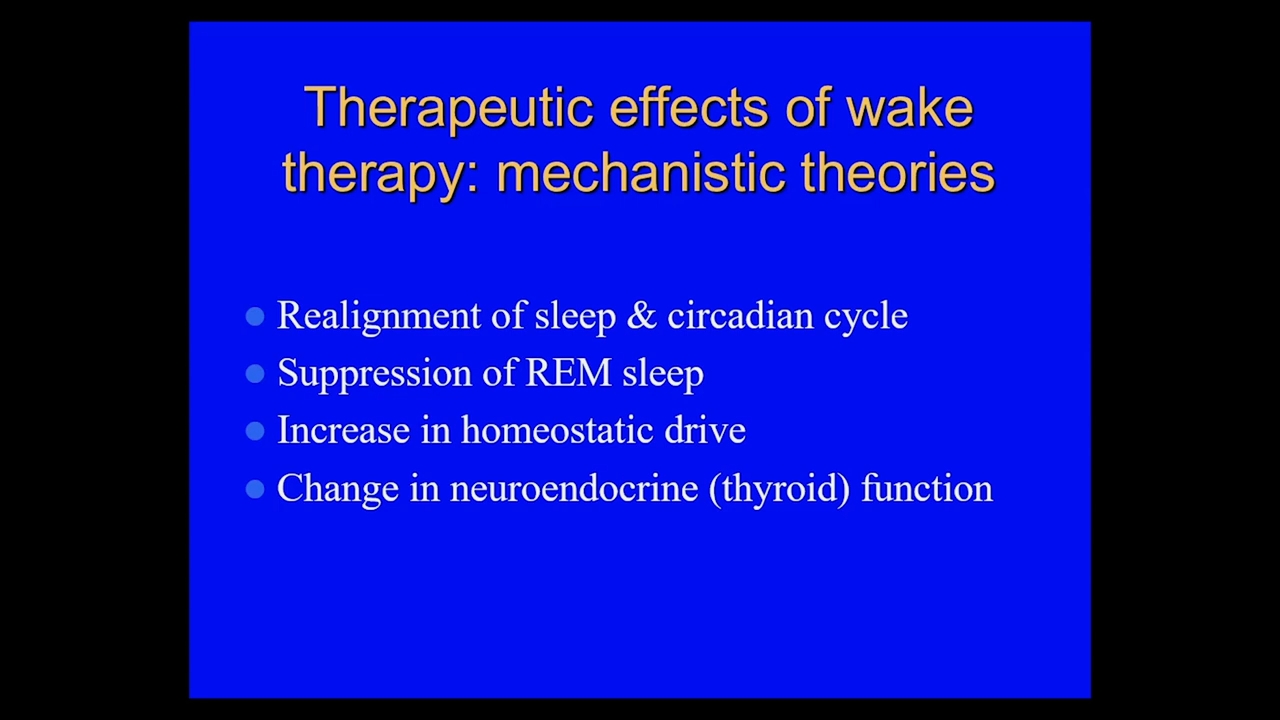 Therapeutic effects of wake
therapy: mechanistic theories
Realignment of sleep & circadian cycle
Suppression of REM sleep
Increase in homeostatic drive
Change in neuroendocrine (thyroid) function